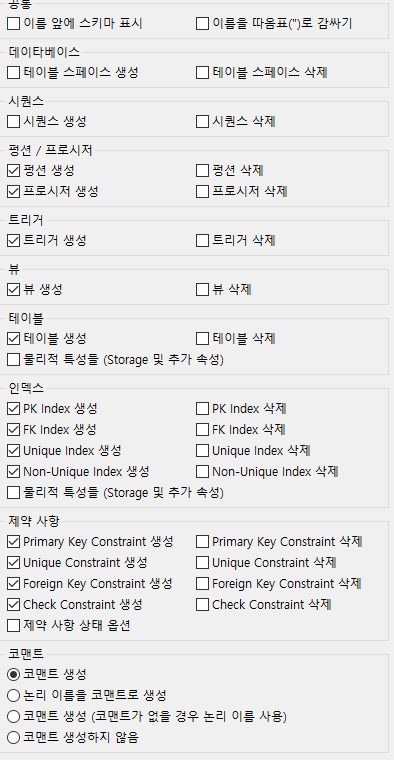 공통
이름 앞에 스키마 표시 이름을 따옴표(")로 감싸기
데이타베이스
테이블 스페이스 생성 테이블 스페이스 삭제
시퀀스
시퀀스 생성 시퀀스 삭제
펑션 / 프로시저
펑션 생성 펑션 삭제
프로시저 생성 프로시저 삭제
트리거
트리거 생성 트리거 삭제
뷰
뷰 생성 뷰 삭제
테이블
테이블 생성 테이블 삭제
물리적 특성들 (Storage 및 추가 속성)
인덱스
PK Index 생성 PK Index 삭제
FK Index 생성 FK Index 삭제
Unique Index 생성 Unique Index 삭제
Non-Unique Index 생성 Non-Unique Index 삭제
물리적 특성들 (Storage 및 추가 속성)
제약 사항
Primary Key Constraint 생성 Primary Key Constraint 삭제
Unique Constraint 생성 Unique Constraint 삭제
Foreign Key Constraint 생성 Foreign Key Constraint 삭제
Check Constraint 생성 Check Constraint 삭제
제약 사항 상태 옵션
코맨트
코맨트 생성
논리 이름을 코맨트로 생성
코맨트 생성 (코맨트가 없을 경우 논리 이름 사용)
코맨트 생성하지 않음